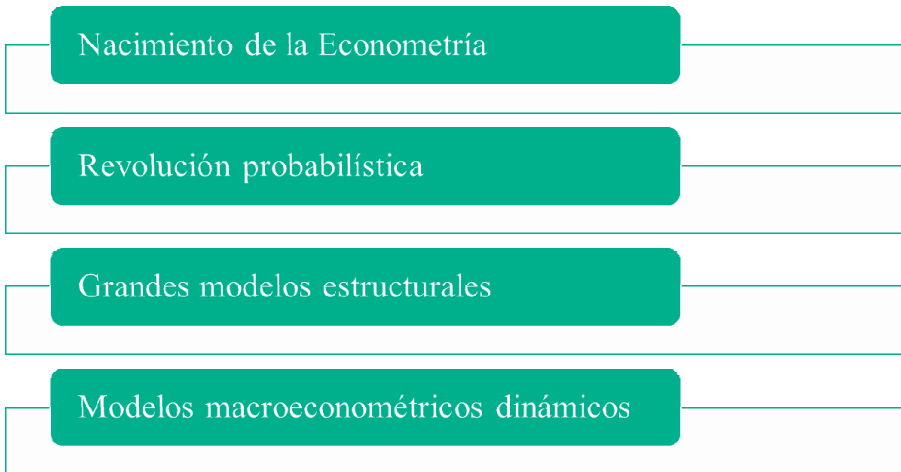 Nacimiento de la Econometría
Revolución probabilística
Grandes modelos estructurales
Modelos macroeconométricos dinámicos